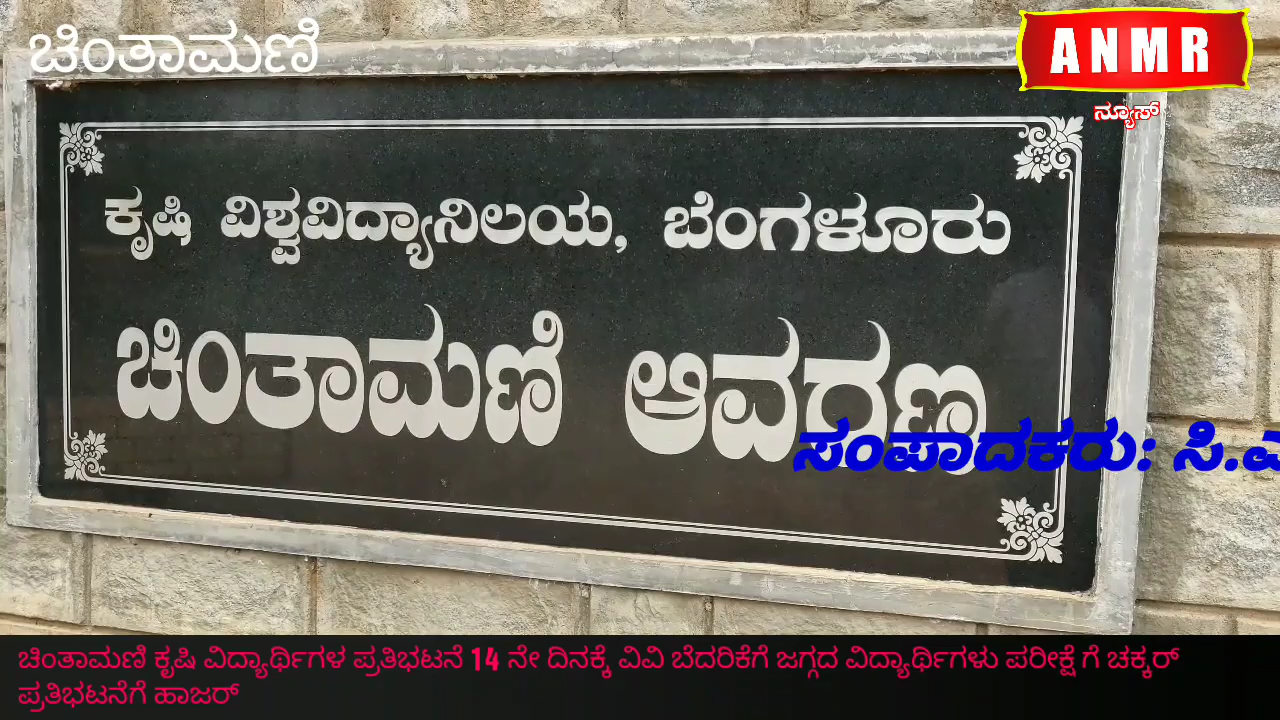 ಚಿಂತಾಮಣಿ
ANMR
ನ್ಯೂಸ್
ಕೃಷಿ ವಿಶ್ವವಿದ್ಯಾನಿಲಯ, ಬೆಂಗಳೂರು
ಚಿಂತಾಮಣಿ ಆವರಣ
ಸಂಪಾದಕರು: ಸಿ.ಎ
ಚಿಂತಾಮಣಿ ಕೃಷಿ ವಿದ್ಯಾರ್ಥಿಗಳ ಪ್ರತಿಭಟನೆ 14 ನೇ ದಿನಕ್ಕೆ ವಿವಿ ಬೆದರಿಕೆಗೆ ಜಗ್ಗದ ವಿದ್ಯಾರ್ಥಿಗಳು ಪರೀಕ್ಷೆ ಗೆ ಚಕ್ಕರ್
ಪ್ರತಿಭಟನೆಗೆ ಹಾಜರ್